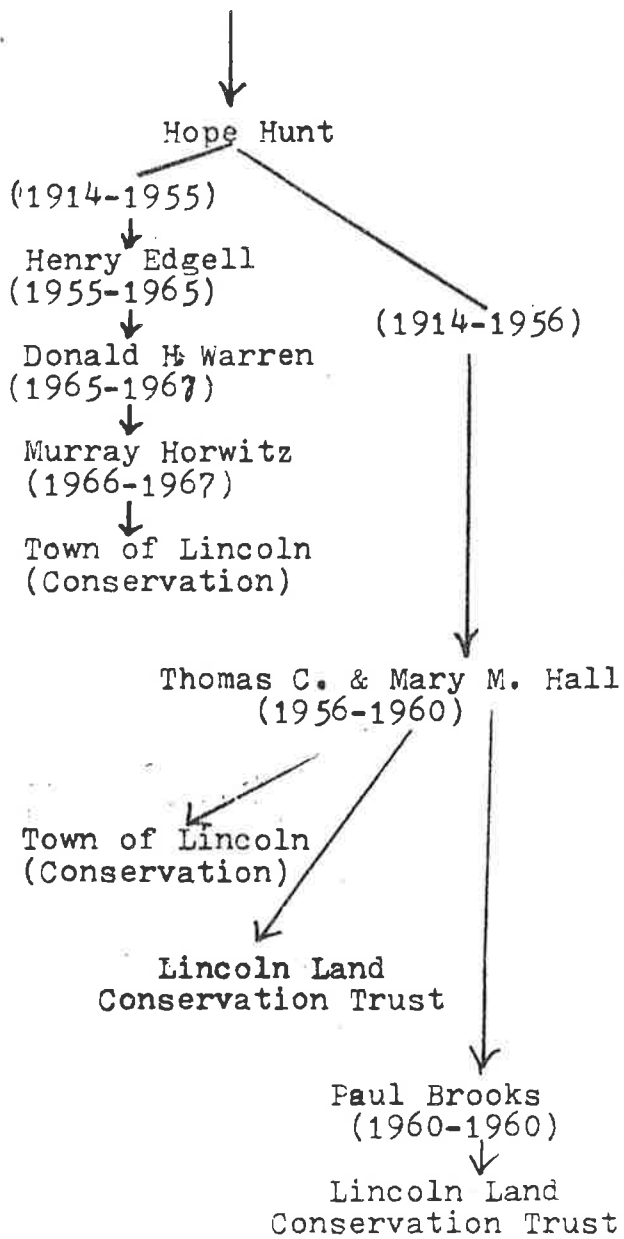 Hope Hunt
(1914-1955)
Henry Edgell
(1955-1965)
(1914-1956)
Donald H. Warren
(1965-1967)
Murray Horwitz
(1966-1967)
Town of Lincoln
(Conservation)
Thomas C. & Mary M. Hall
(1956-1960)
Town of Lincoln
(Conservation)
Lincoln Land
Conservation Trust
Paul Brooks
(1960-1960)
Lincoln Land
Conservation Trust